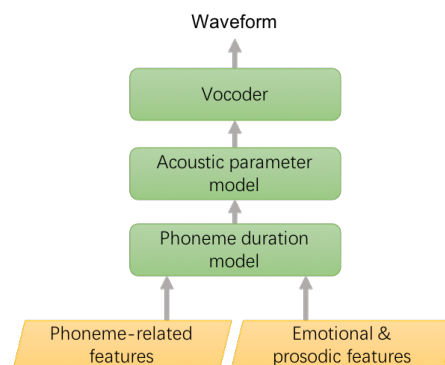 Waveform
Vocoder
Acoustic parameter
model
Phoneme duration
model
Phoneme-related
features
Emotional &
prosodic features